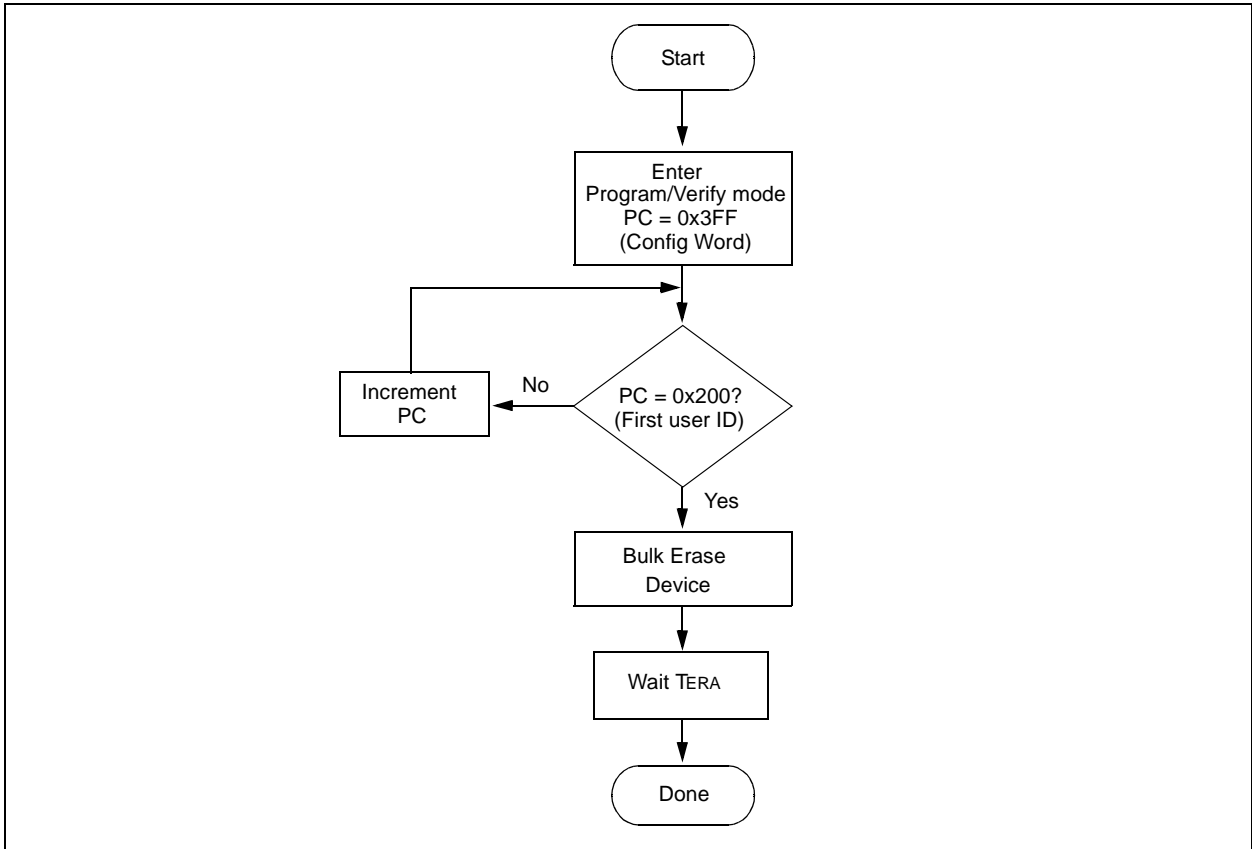 Start
Enter
Program/Verify mode
PC = 0x3FF
(Config Word)
Increment
PC
No
PC = 0x200?
(First user ID)
Yes
Bulk Erase
Device
Wait TERA
Done